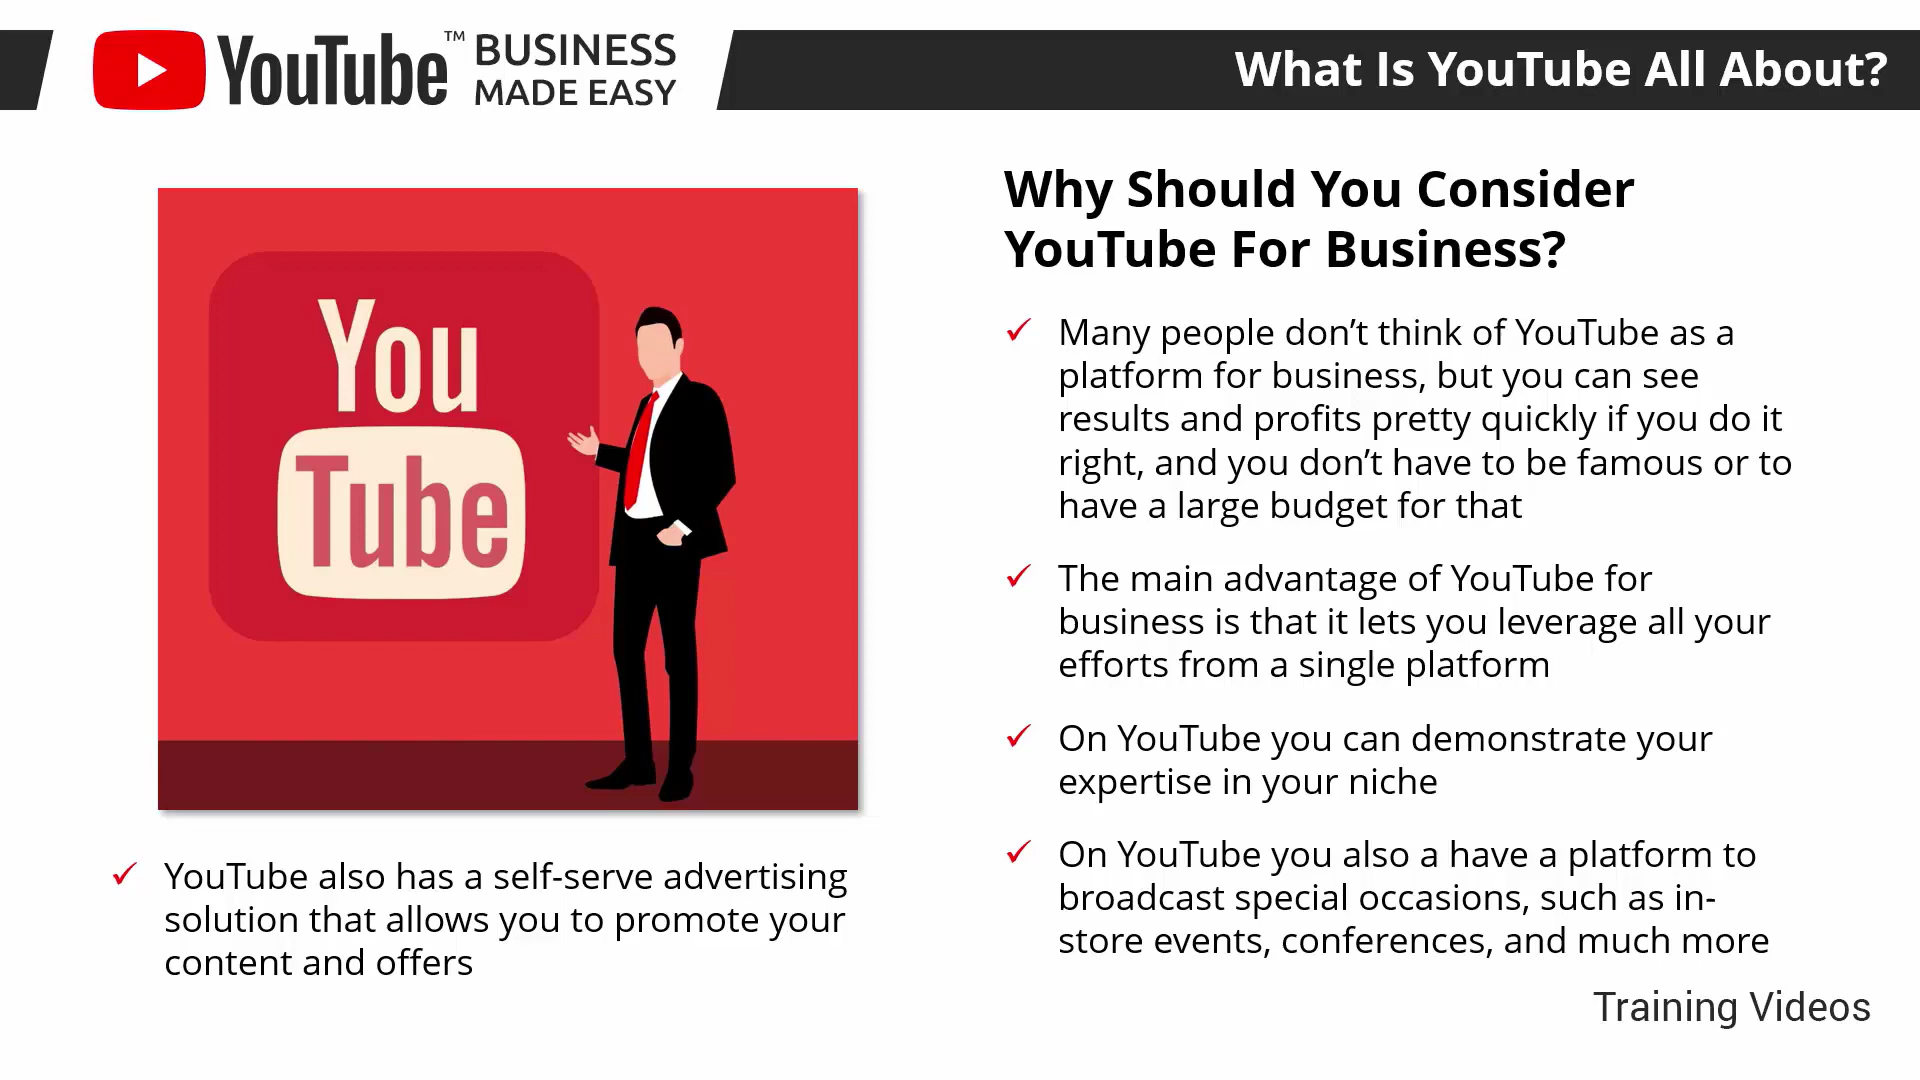 YouTube™ BUSINESS
MADE EASY
What Is YouTube All About?
You
Tube
YouTube also has a self-serve advertising
solution that allows you to promote your
content and offers
Why Should You Consider
YouTube For Business?
Many people don’t think of YouTube as a
platform for business, but you can see
results and profits pretty quickly if you do it
right, and you don’t have to be famous or to
have a large budget for that
The main advantage of YouTube for
business is that it lets you leverage all your
efforts from a single platform
On YouTube you can demonstrate your
expertise in your niche
On YouTube you also a have a platform to
broadcast special occasions, such as in-
store events, conferences, and much more
Training Videos